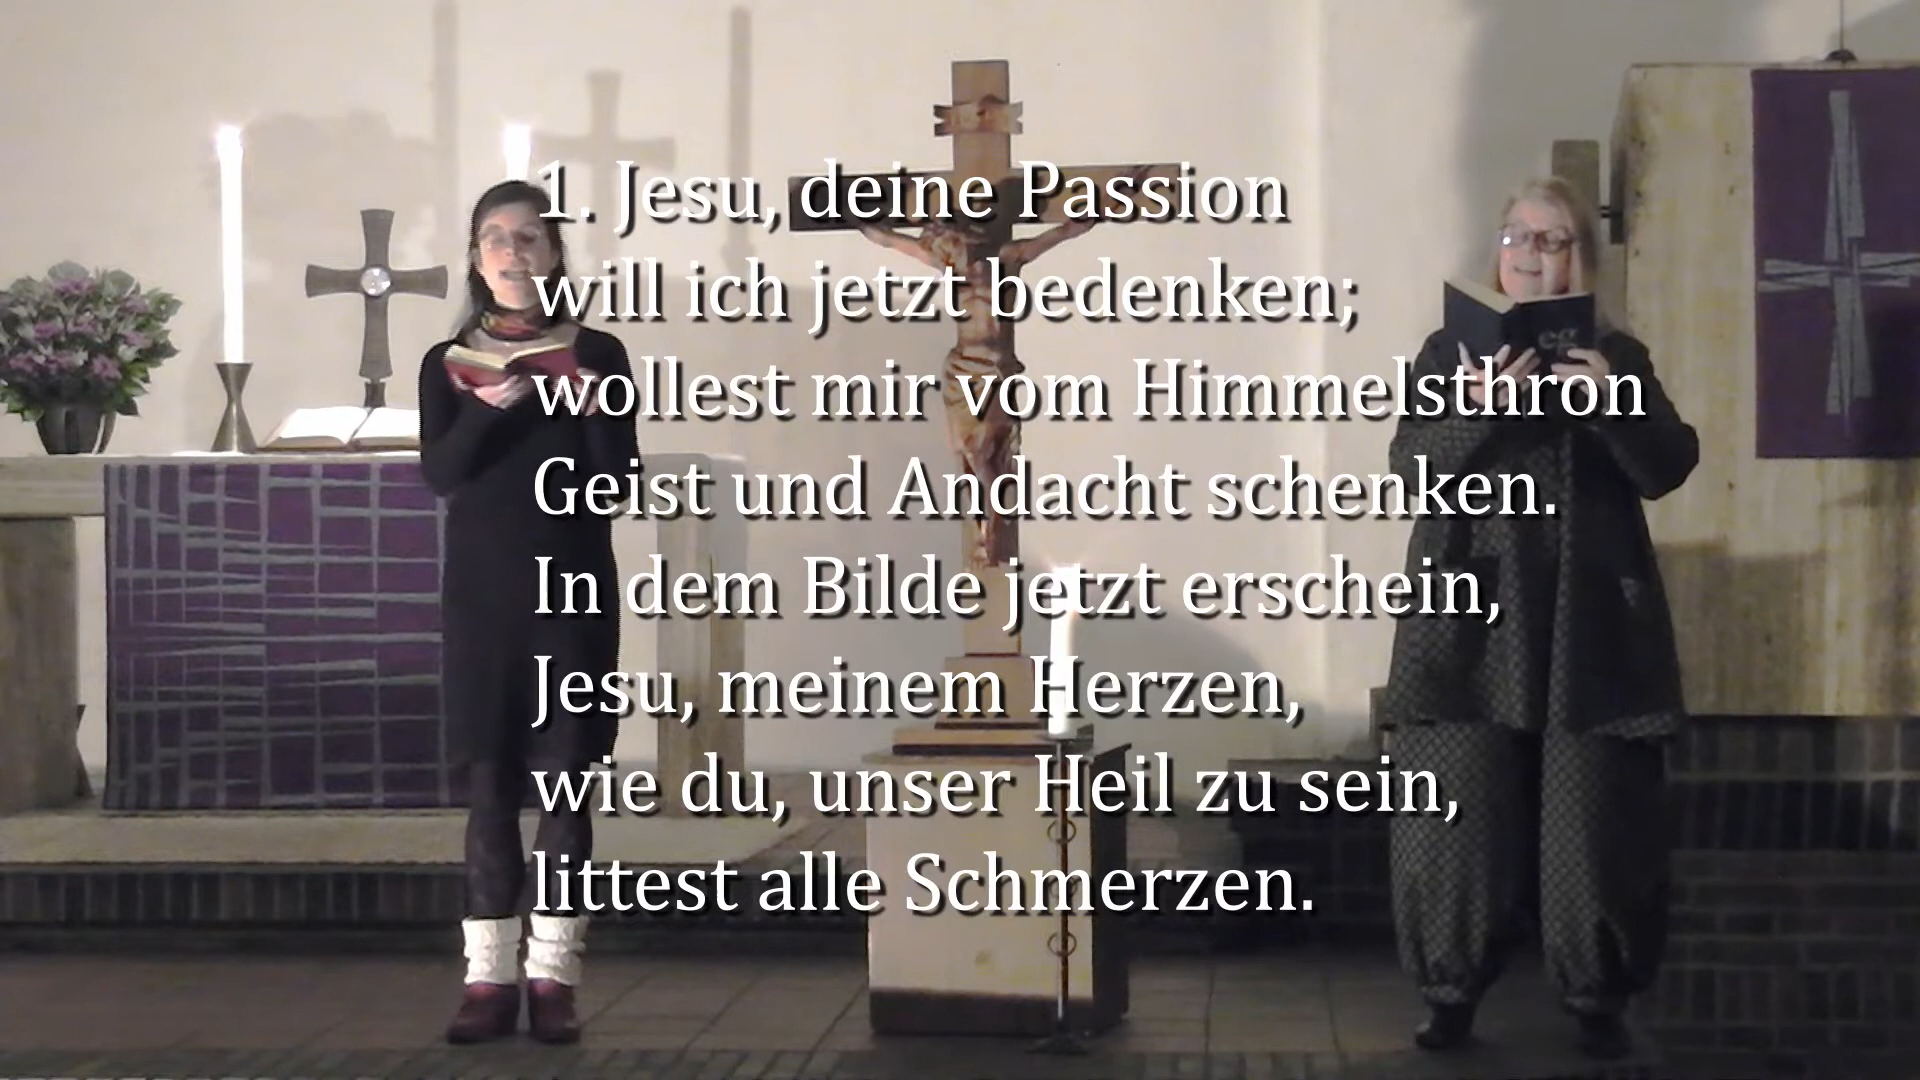 1. Jesu, deine Passion
will ich jetzt bedenken;
wollest mir vom Himmelsthron
Geist und Andacht schenken.
In dem Bilde jetzt erschein,
Jesu, meinem Herzen,
wie du, unser Heil zu sein,
littest alle Schmerzen.
eg